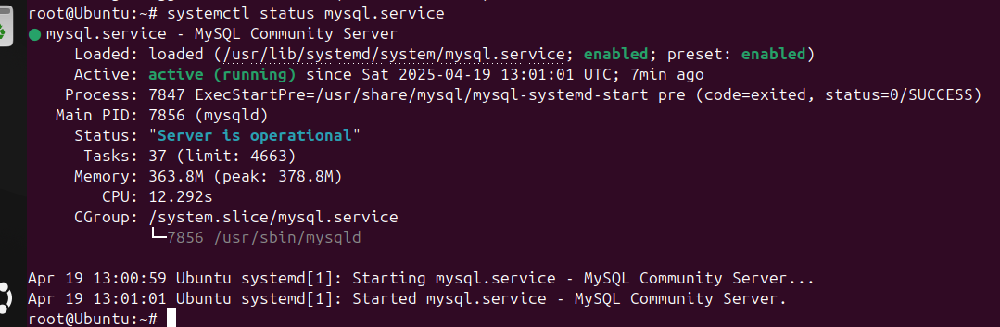 root@Ubuntu:~# systemctl status mysql.service
● mysql.service - MySQL Community Server
     Loaded: loaded (/usr/lib/systemd/system/mysql.service; enabled; preset: enabled)
     Active: active (running) since Sat 2025-04-19 13:01:01 UTC; 7min ago
    Process: 7847 ExecStartPre=/usr/share/mysql/mysql-systemd-start pre (code=exited, status=0/SUCCESS)
   Main PID: 7856 (mysqld)
     Status: "Server is operational"
      Tasks: 37 (limit: 4663)
     Memory: 363.8M (peak: 378.8M)
        CPU: 12.292s
     CGroup: /system.slice/mysql.service
             └─7856 /usr/sbin/mysqld

Apr 19 13:00:59 Ubuntu systemd[1]: Starting mysql.service - MySQL Community Server...
Apr 19 13:01:01 Ubuntu systemd[1]: Started mysql.service - MySQL Community Server.
root@Ubuntu:~#